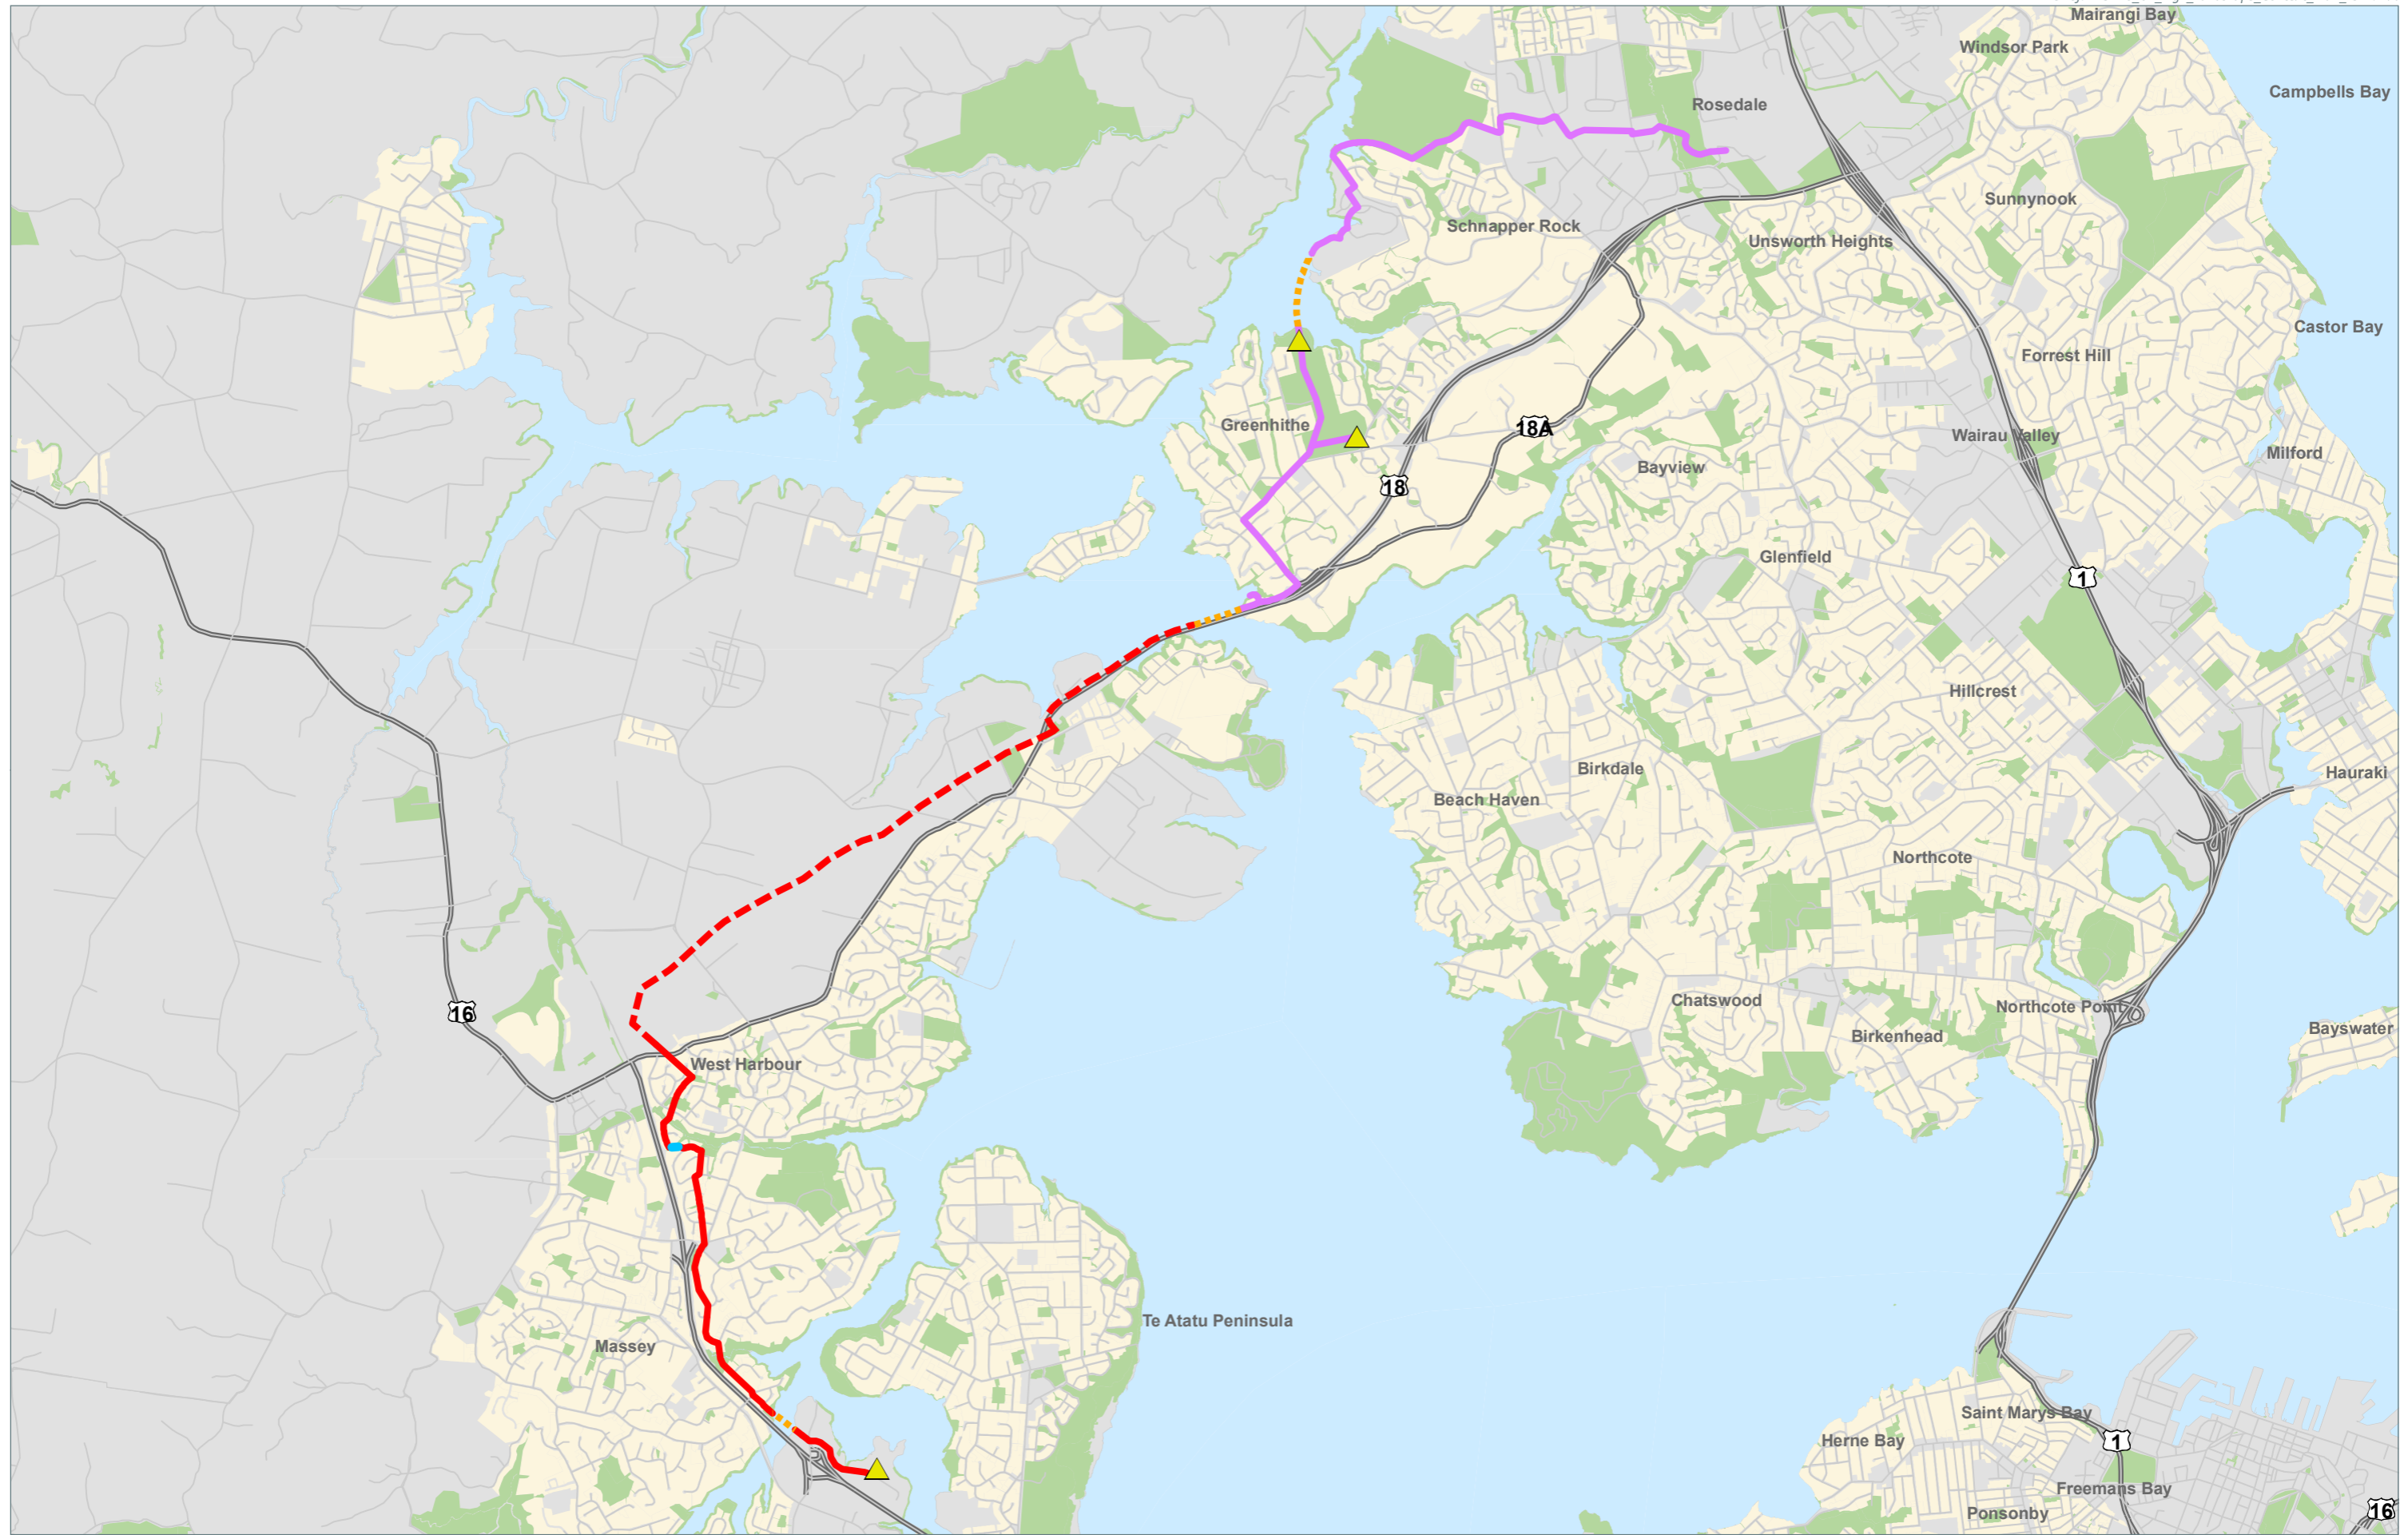 Mairangi Bay
Windsor Park
Campbells Bay
Rosedale
Sunnynook
Schnapper Rock
Unsworth Heights
Castor Bay
Forrest Hill
Greenhithe
18A
Wairau Valley
Milford
Bayview
18
Glenfield
1
Hillcrest
Birkdale
Hauraki
Beach Haven
Northcote
Chatswood
Northcote Point
16
Bayswater
Birkenhead
West Harbour
Te Atatu Peninsula
Massey
Saint Marys Bay
Herne Bay
1
Freemans Bay
Ponsonby
16